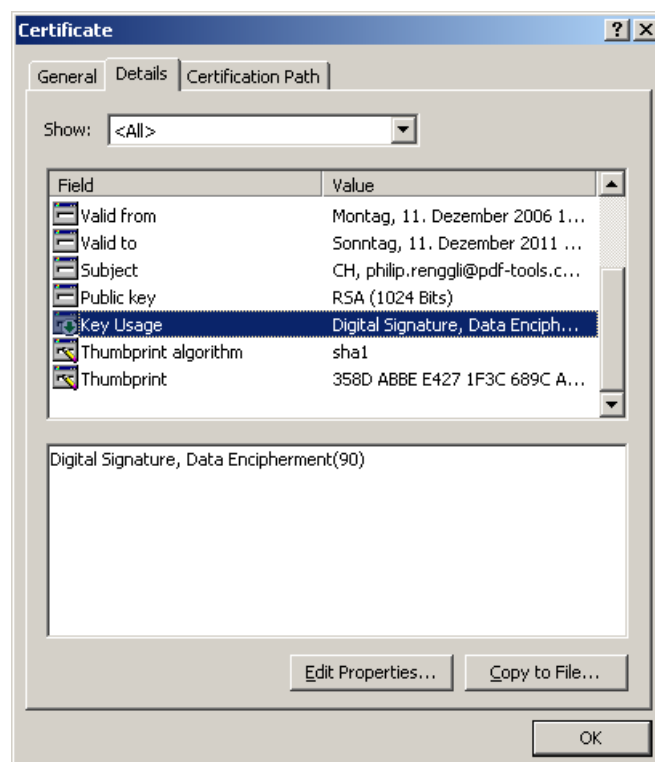 Certificate
General Details Certification Path
Show: <All>
Field Value
Valid from Montag, 11. Dezember 2006 1...
Valid to Sonntag, 11. Dezember 2011 ...
Subject CH, philip.renggli@pdf-tools.c...
Public key RSA (1024 Bits)
Key Usage Digital Signature, Data Enciph...
Thumbprint algorithm sha1
Thumbprint 358D ABBE E427 1F3C 689C A...
Digital Signature, Data Encipherment(90)
Edit Properties... Copy to File...
OK